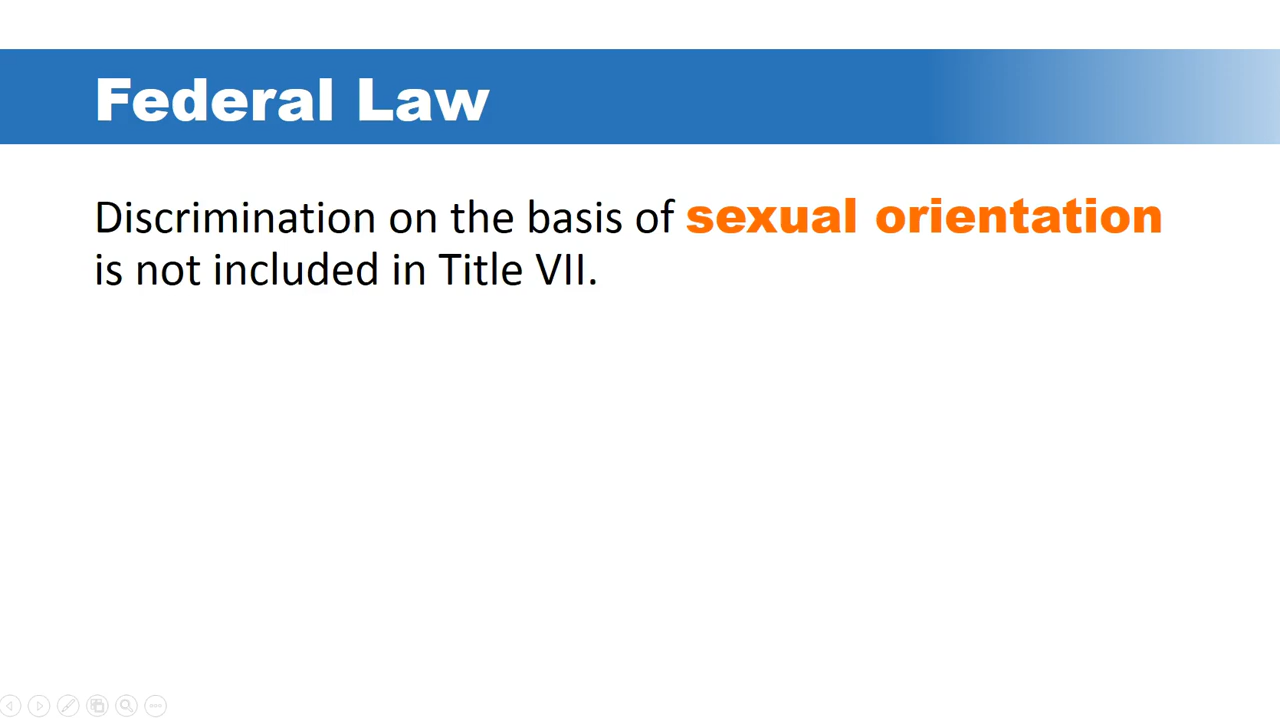 Federal Law
Discrimination on the basis of sexual orientation
is not included in Title VII.